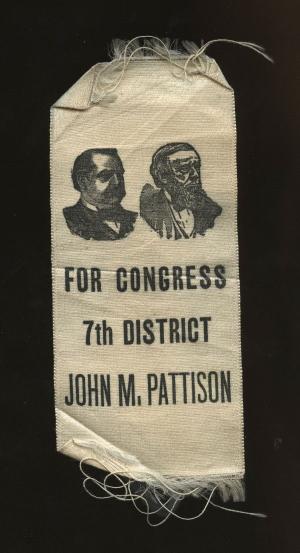 FOR CONGRESS
7th DISTRICT
JOHN M. PATTISON